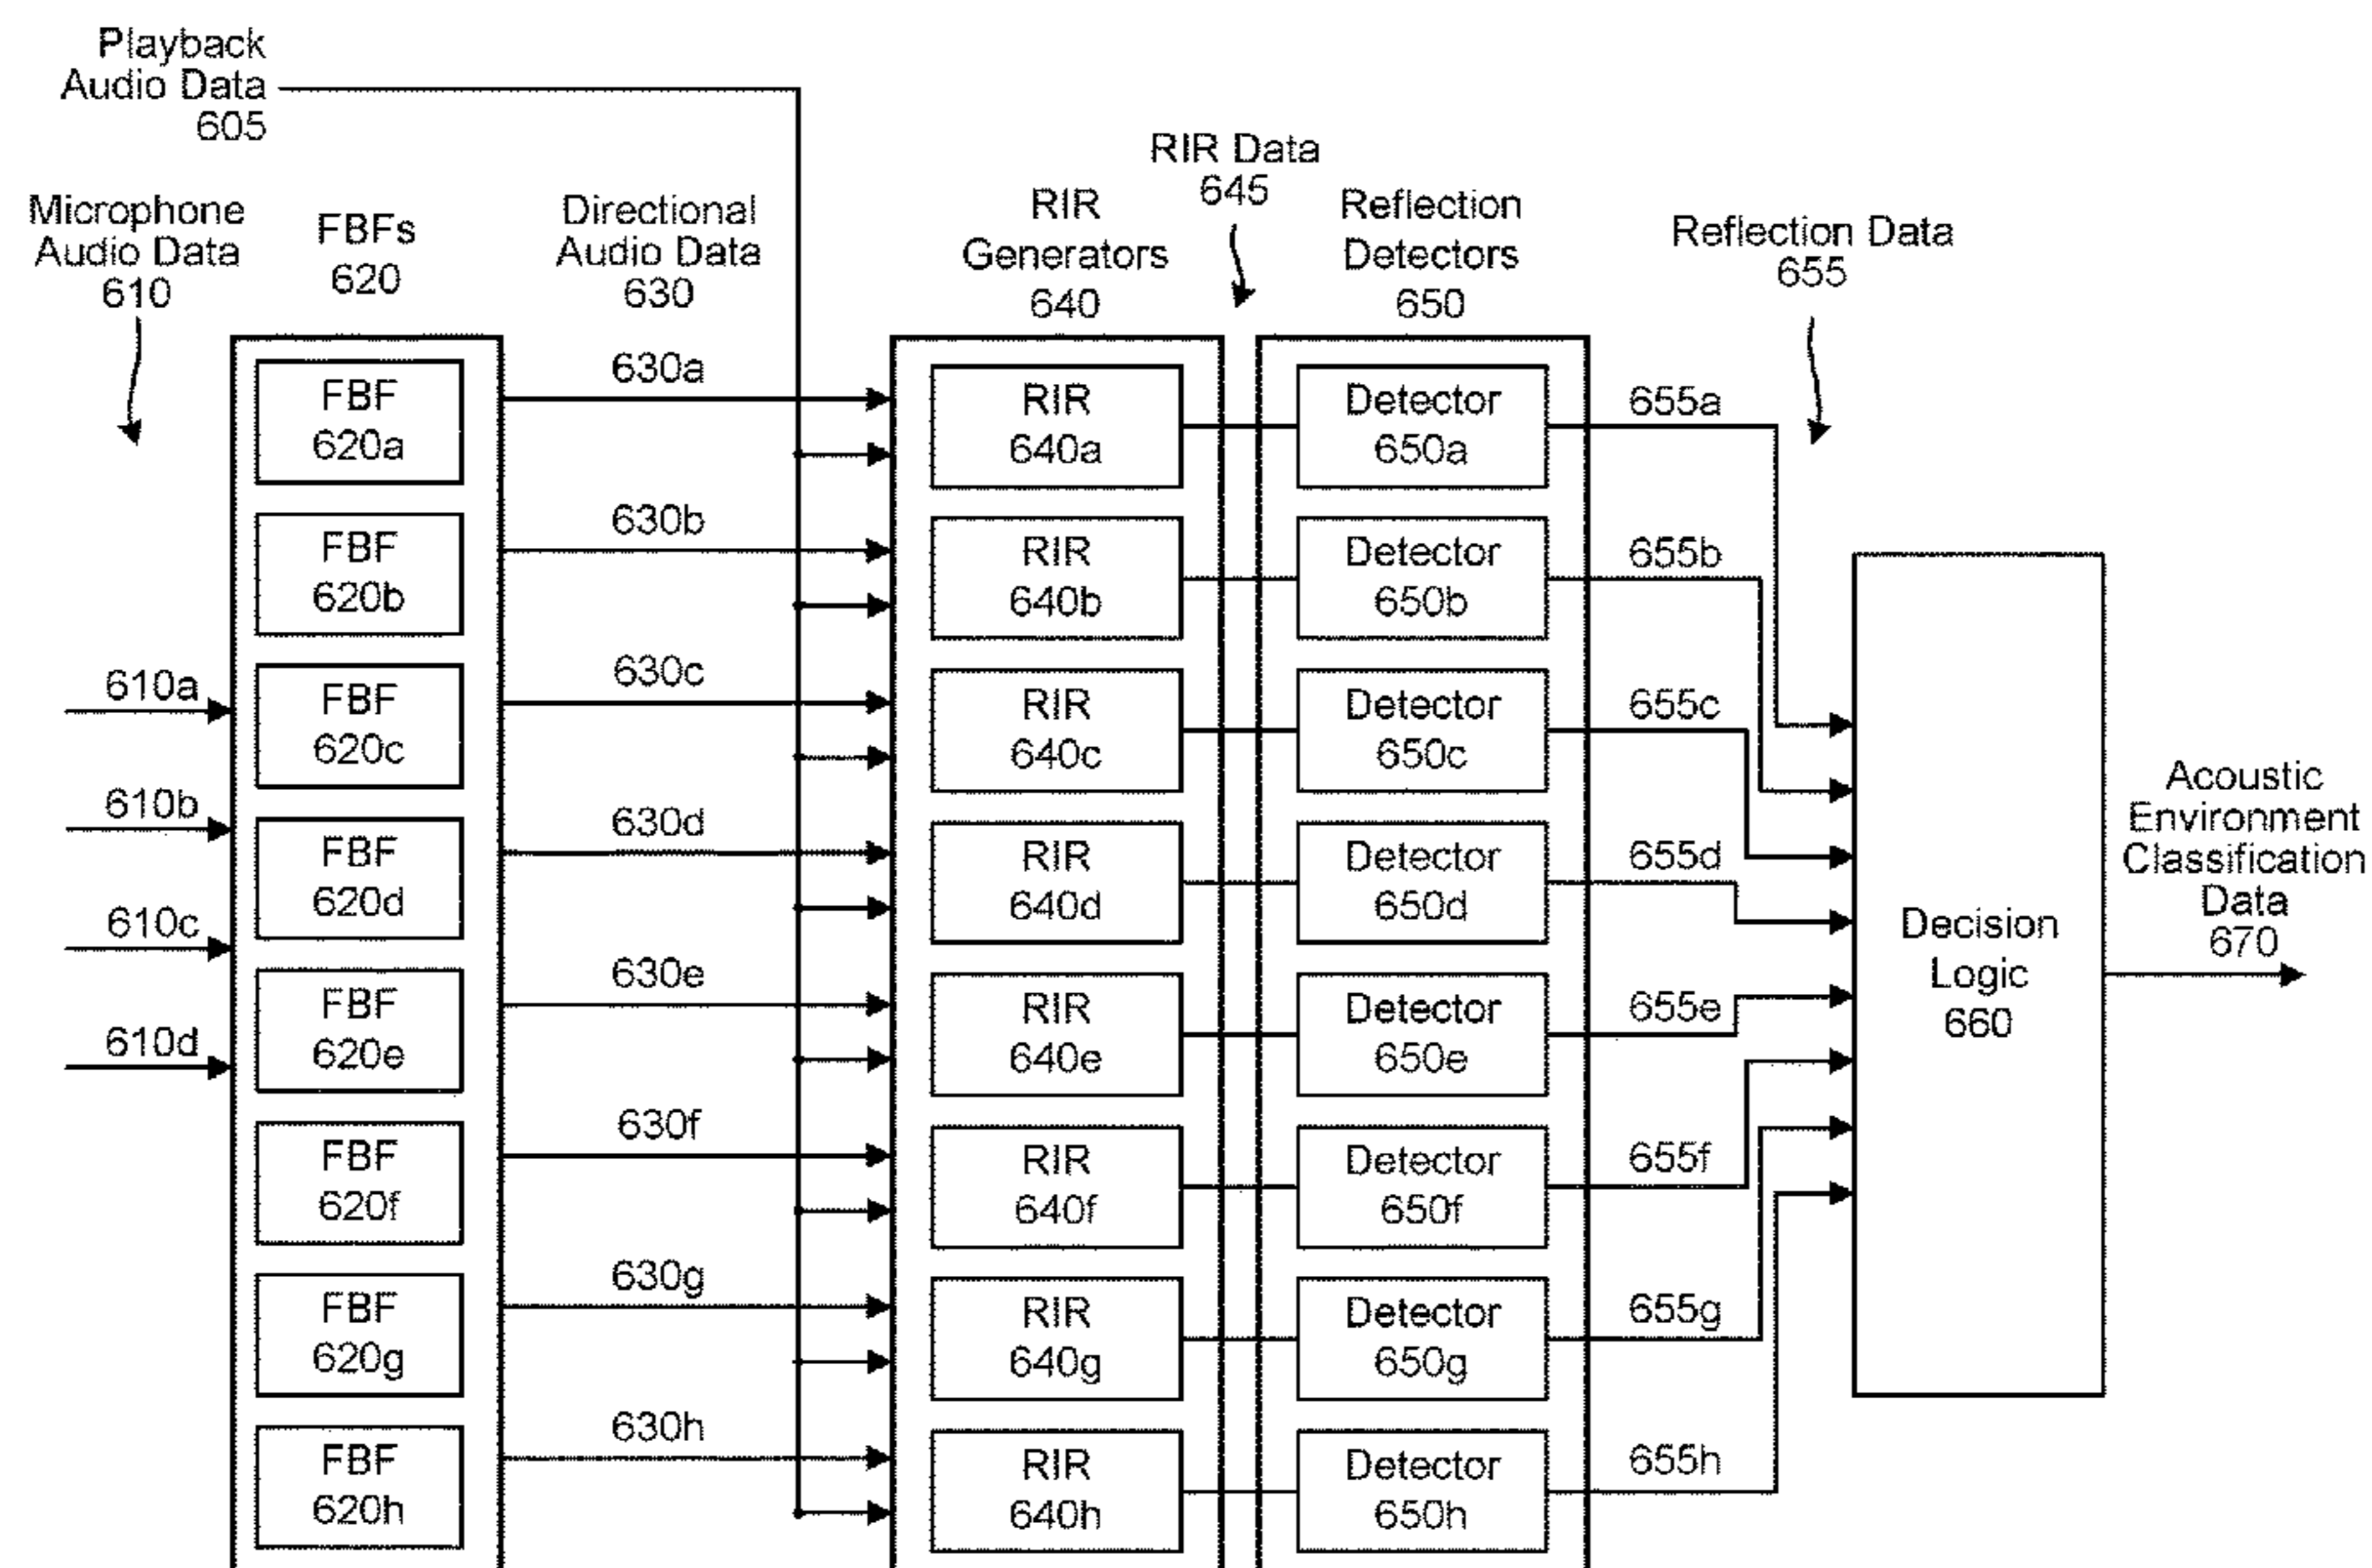 Playback
Audio Data
605
Microphone
Audio Data
610
FBFs
620
Directional
Audio Data
630
RIR
Generators
640
RIR Data
645
Reflection
Detectors
650
Reflection Data
655
610a
610b
610c
610d
FBF
620a
FBF
620b
FBF
620c
FBF
620d
FBF
620e
FBF
620f
FBF
620g
FBF
620h
630a
630b
630c
630d
630e
630f
630g
630h
RIR
640a
RIR
640b
RIR
640c
RIR
640d
RIR
640e
RIR
640f
RIR
640g
RIR
640h
Detector
650a
Detector
650b
Detector
650c
Detector
650d
Detector
650e
Detector
650f
Detector
650g
Detector
650h
655a
655b
655c
655d
655e
655f
655g
655h
Decision
Logic
660
Acoustic
Environment
Classification
Data
670